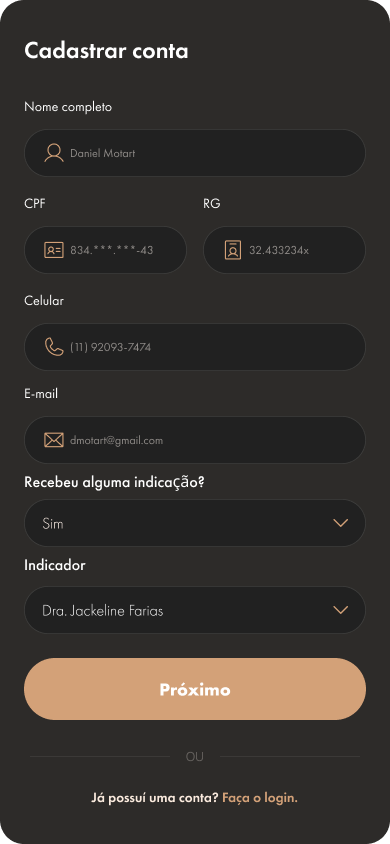 Cadastrar conta
Nome completo
Daniel Motart
CPF RG
834.***.***-43 32.433234x
Celular
(11) 92093-7474
E-mail
dmotart@gmail.com
Recebeu alguma indicação?
Sim
Indicador
Dra. Jackeline Farias
Próximo
OU
Já possuí uma conta? Faça o login.